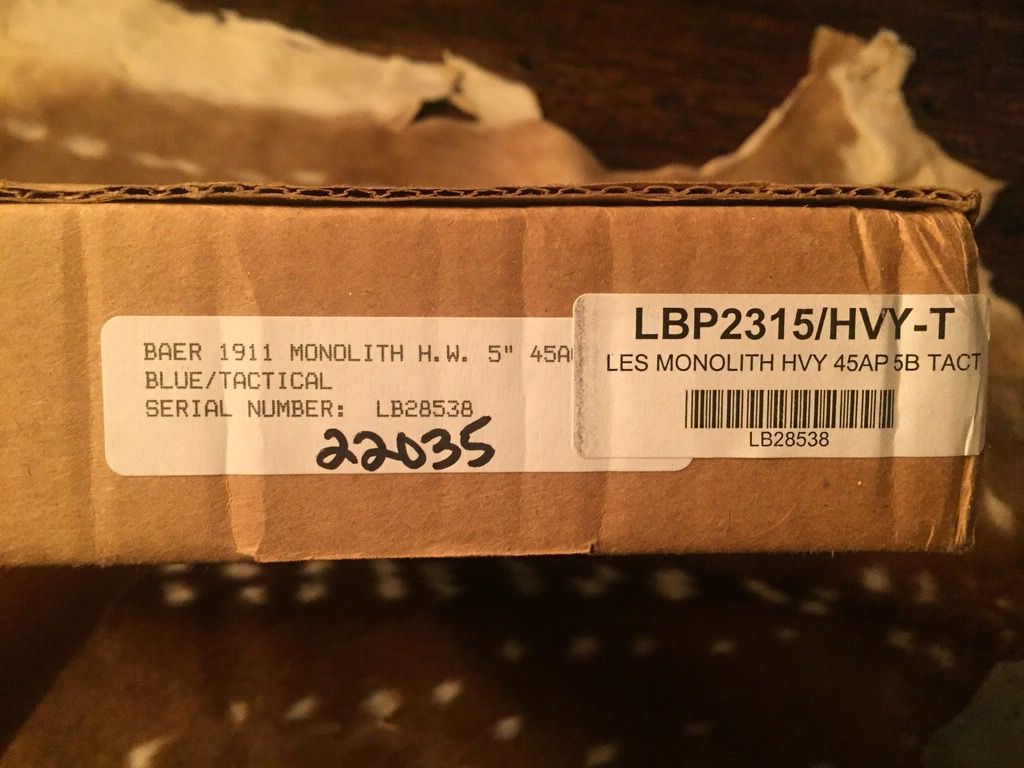 BAER 1911 MONOLITH H.W. 5" 45A
BLUE/TACTICAL
SERIAL NUMBER: LB28538
22035
LBP2315/HVY-T
LES MONOLITH HVY 45AP 5B TACT
LB28538